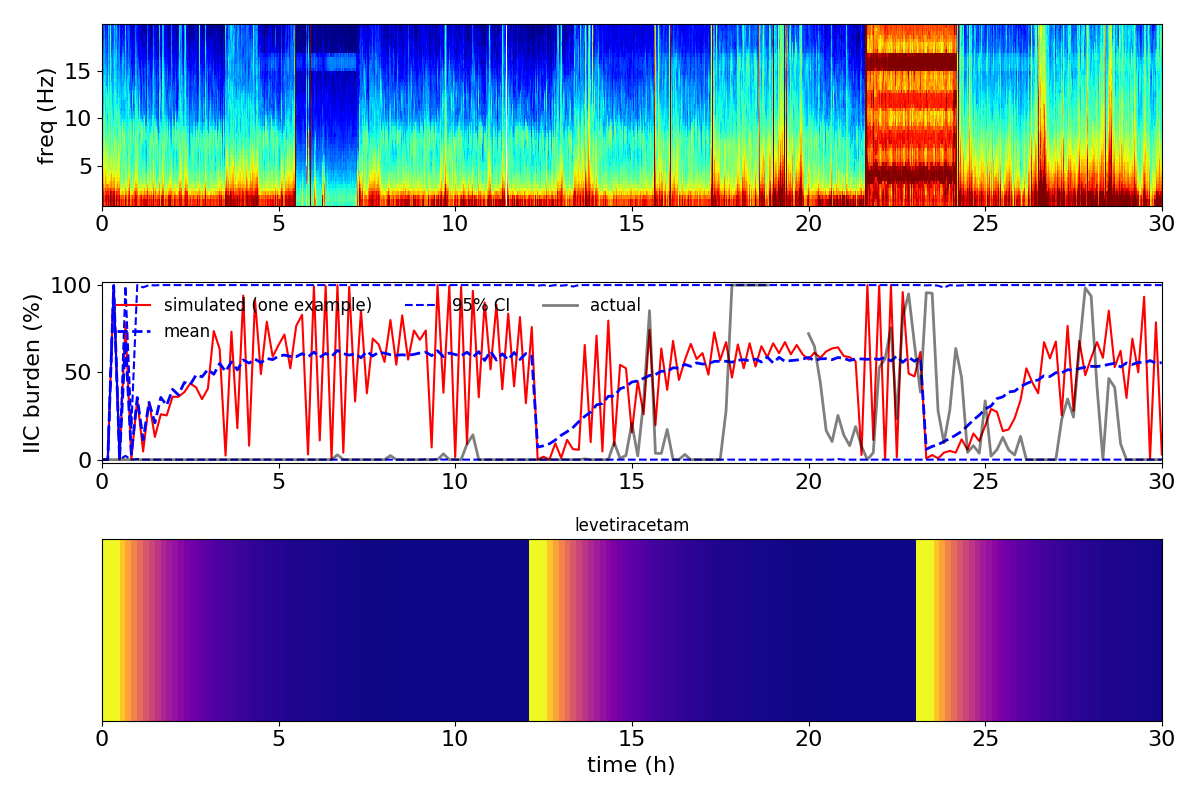 freq (Hz)
15
10
5
0 5 10 15 20 25 30
IIC burden (%)
100
50
0
simulated (one example) 95% CI actual
mean
0 5 10 15 20 25 30
levetiracetam
0 5 10 15 20 25 30
time (h)